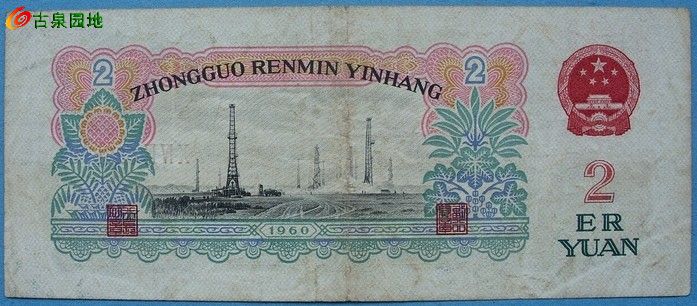 古泉园地
2
ZHONGGUO RENMIN YINHANG
2
2
ER
YUAN
1960